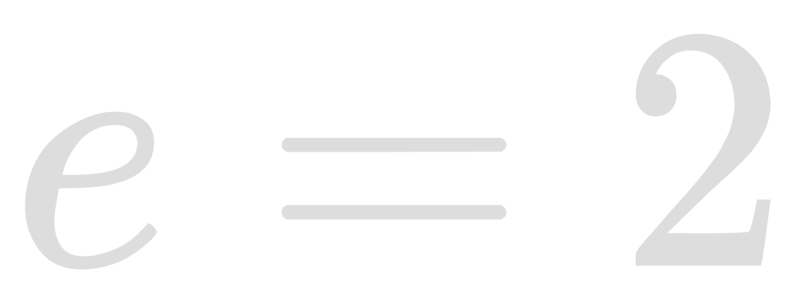 e = 2